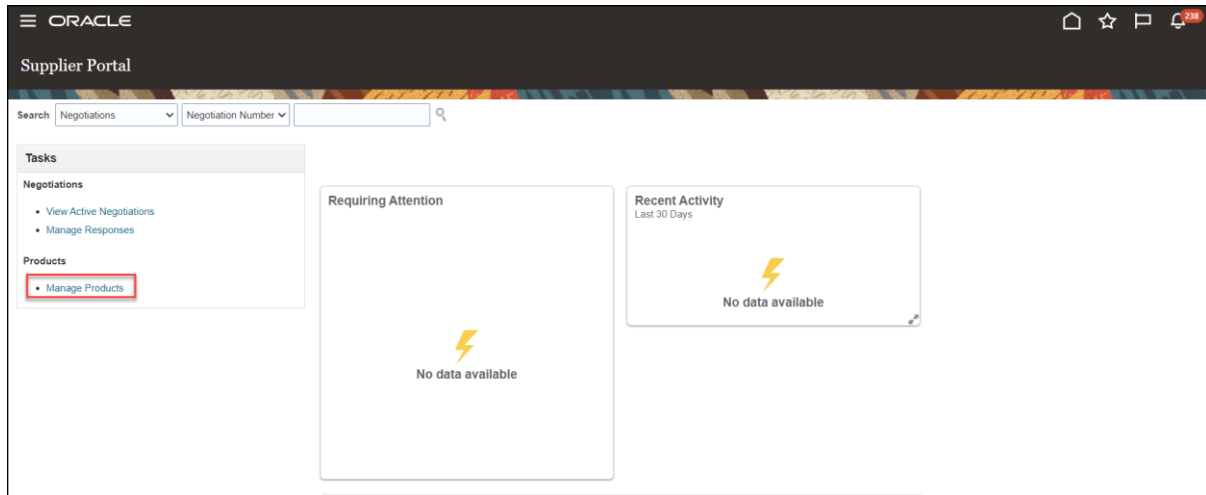 ORACLE
238
Supplier Portal
Search Negotiations Negotiation Number
Tasks
Negotiations
View Active Negotiations
Manage Responses
Products
Manage Products
Requiring Attention
No data available
Recent Activity
Last 30 Days
No data available